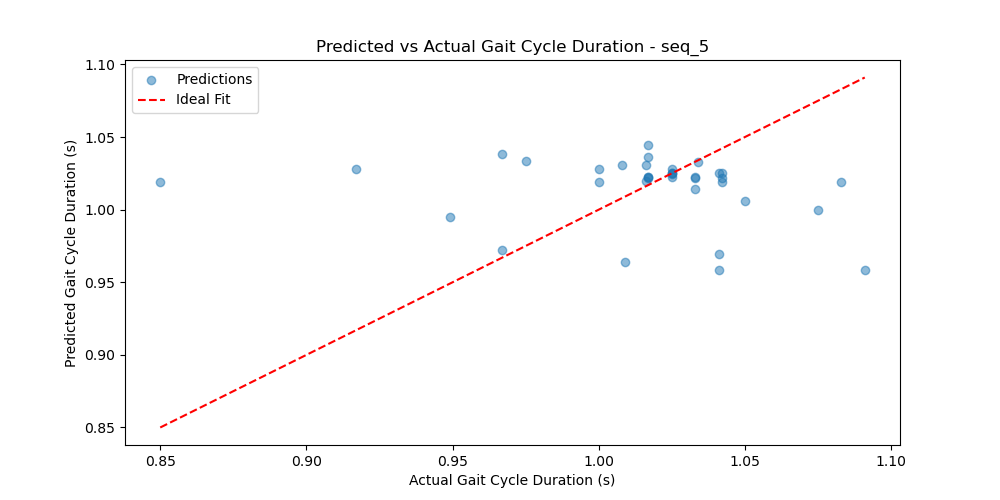 Predicted vs Actual Gait Cycle Duration - seq_5
Predictions
Ideal Fit
Predicted Gait Cycle Duration (s)
1.10
1.05
1.00
0.95
0.90
0.85
0.85 0.90 0.95 1.00 1.05 1.10
Actual Gait Cycle Duration (s)